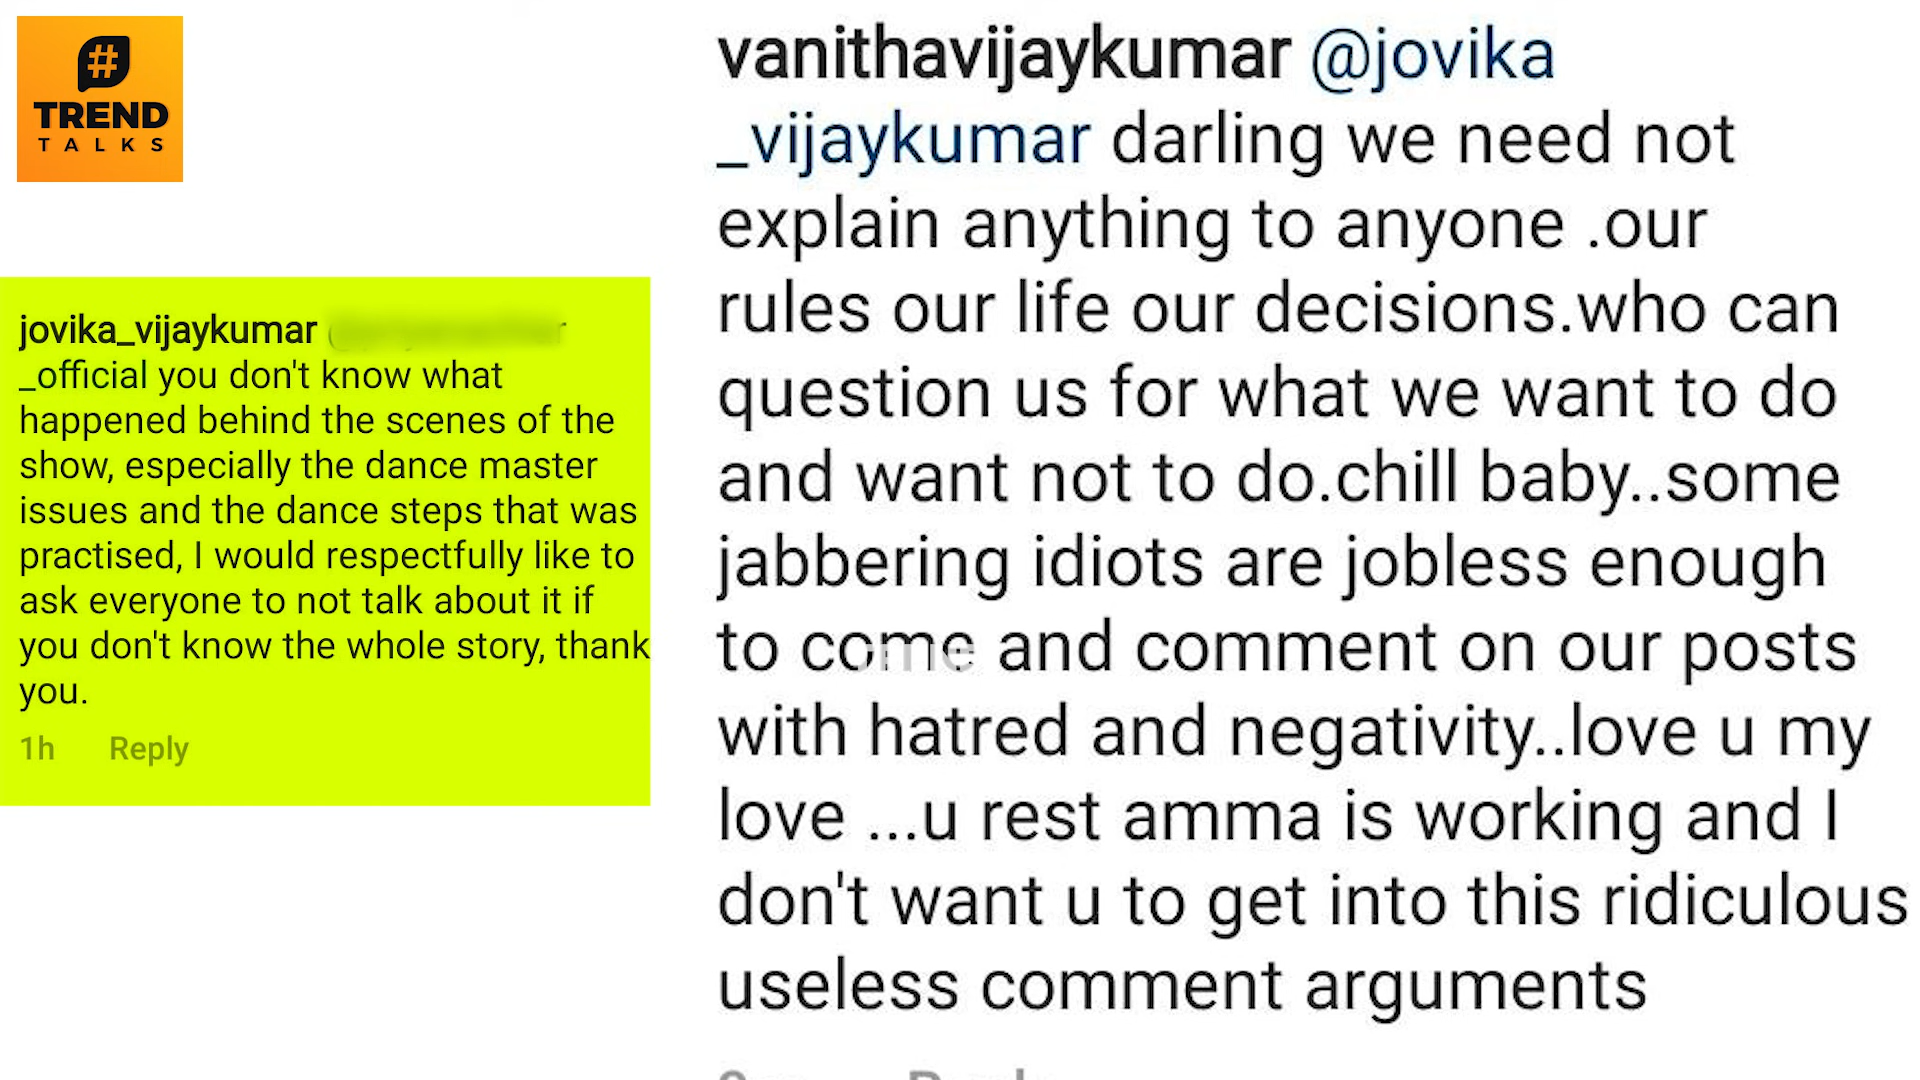 #
TREND
TALKS
jovika_vijaykumar
_official you don't know what
happened behind the scenes of the
show, especially the dance master
issues and the dance steps that was
practised, I would respectfully like to
ask everyone to not talk about it if
you don't know the whole story, thank
you.
1h Reply
vanithavijaykumar @jovika
_vijaykumar darling we need not
explain anything to anyone .our
rules our life our decisions.who can
question us for what we want to do
and want not to do.chill baby..some
jabbering idiots are jobless enough
to come and comment on our posts
with hatred and negativity..love u my
love ...u rest amma is working and I
don't want u to get into this ridiculous
useless comment arguments